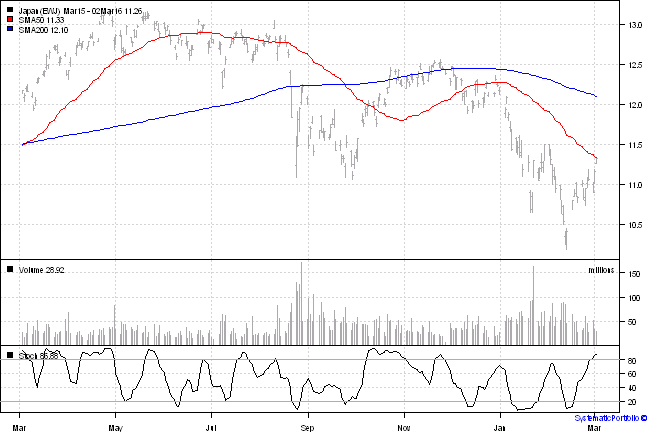 Japan (EWJ) Mar15 - 02Mar16 11.26
SMA50 11.33
SMA200 12.10
13.0
12.5
12.0
11.5
11.0
10.5
Volume 28.92
millions
150
100
50
Stoch 86.88
80
60
40
20
Mar May Jul Sep Nov Jan Mar
SystematicPortfolio ©